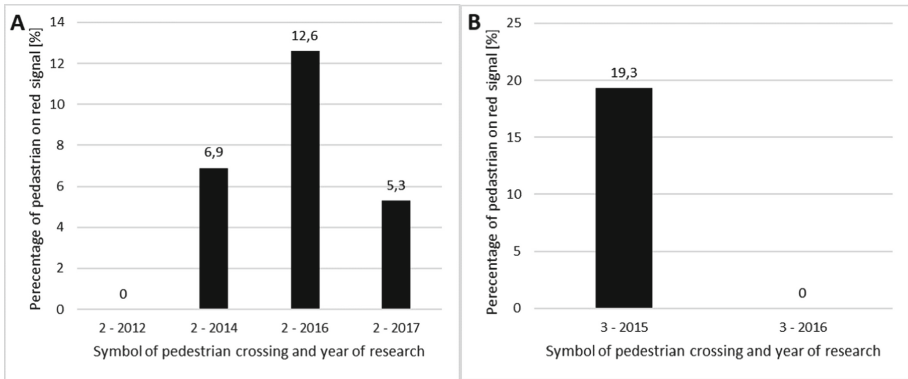 A
Perecentage of pedastrian on red signal [%]
14
12
10
8
6
4
2
0
0
6,9
12,6
5,3
2 - 2012
2 - 2014
2 - 2016
2 - 2017
Symbol of pedestrian crossing and year of research
B
Perecentage of pedastrian on red signal [%]
25
20
15
10
5
0
19,3
0
3 - 2015
3 - 2016
Symbol of pedestrian crossing and year of research